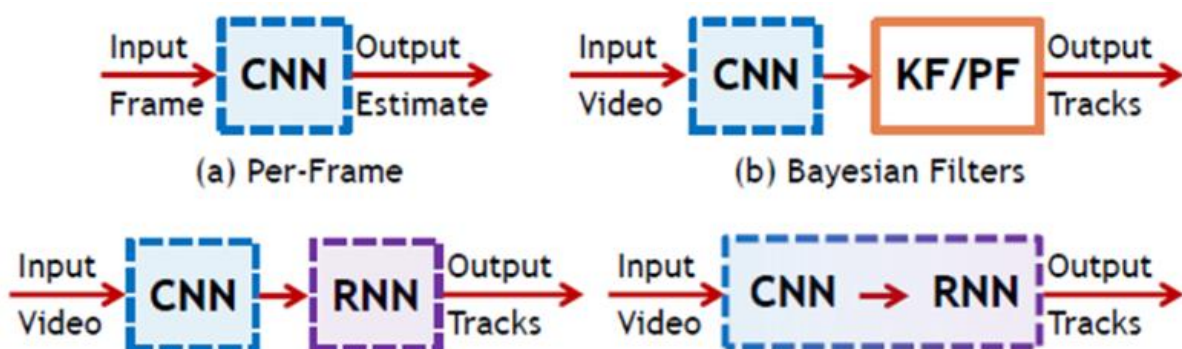 Input
Frame
CNN
Output
Estimate
(a) Per-Frame
Input
Video
CNN
KF/PF
Output
Tracks
(b) Bayesian Filters
Input
Video
CNN
RNN
Output
Tracks
Input
Video
CNN
RNN
Output
Tracks